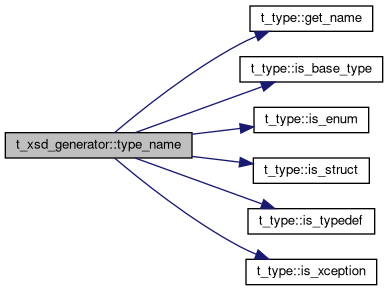 t_xsd_generator::type_name
t_type::get_name
t_type::is_base_type
t_type::is_enum
t_type::is_struct
t_type::is_typedef
t_type::is_xception